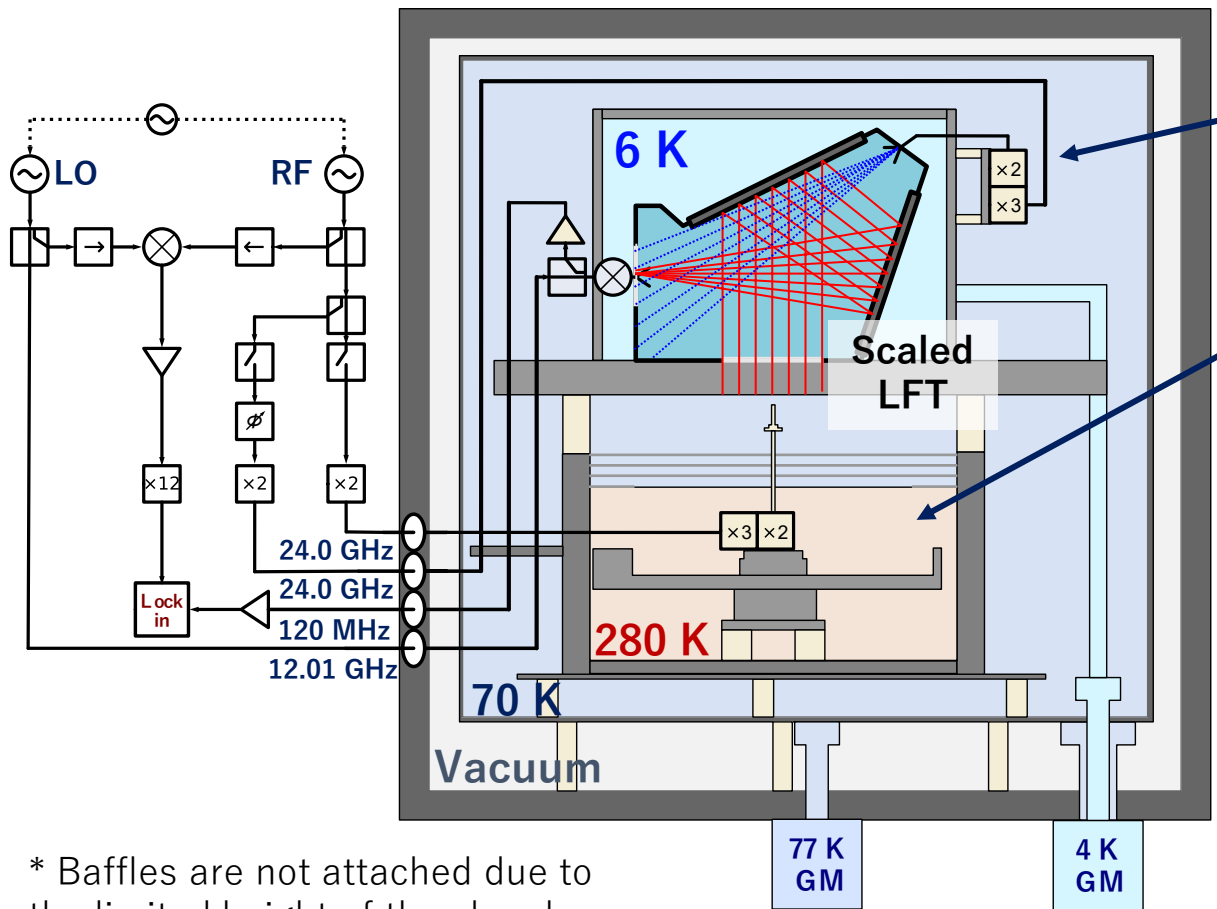 6 K
LO
RF
×2
×3
→
←
Scaled
LFT
ϕ
×12
×2
×2
×3
×2
24.0 GHz
24.0 GHz
Lock
in
120 MHz
12.01 GHz
280 K
70 K
Vacuum
77 K
GM
4 K
GM
* Baffles are not attached due to